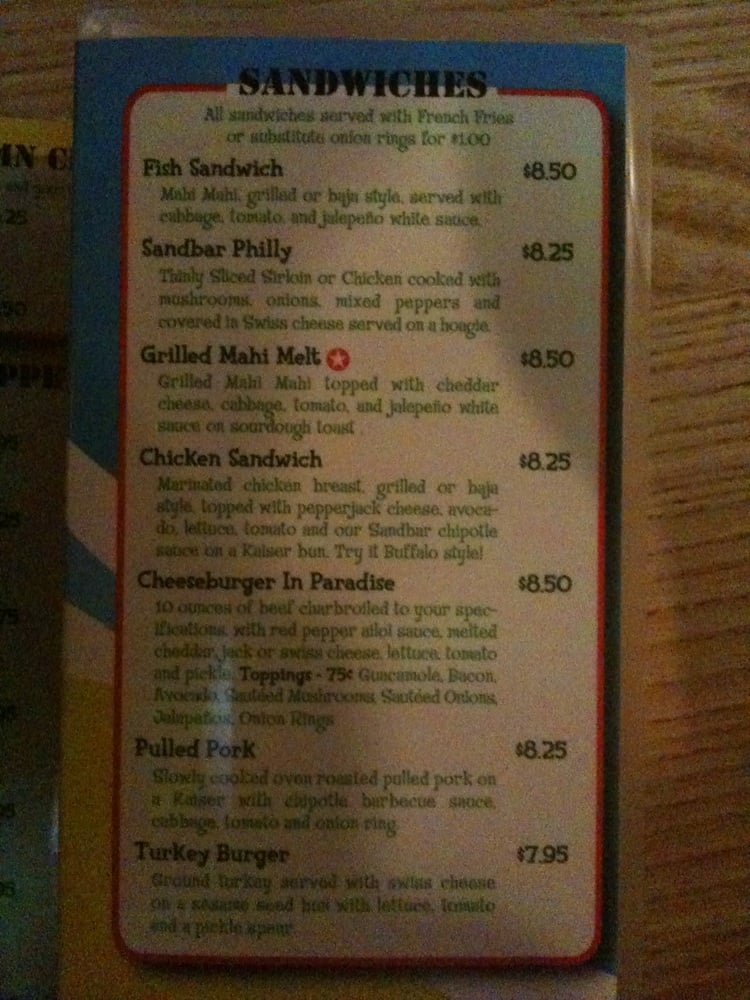 SANDWICHES
All sandwiches served with French Fries
or substitute onion rings for $1.00
Fish Sandwich $8.50
Mahi Mahi, grilled or baja style, served with
cabbage, tomato, and jalepeño white sauce.
Sandbar Philly $8.25
Thinly Sliced Sirloin or Chicken cooked with
mushrooms, onions, mixed peppers and
covered in Swiss cheese served on a hoagie.
Grilled Mahi Melt $8.50
Grilled Mahi Mahi topped with cheddar
cheese, cabbage, tomato, and jalepeño white
sauce on sourdough toast .
Chicken Sandwich $8.25
Marinated chicken breast, grilled or baja
style, topped with pepperjack cheese, avoca-
do, lettuce, tomato and our Sandbar chipotle
sauce on a Kaiser bun. Try it Buffalo style!
Cheeseburger In Paradise $8.50
10 ounces of beef charbroiled to your spec-
ifications, with red pepper ailoi sauce, melted
cheddar, jack or swiss cheese, lettuce, tomato
and pickle. Toppings - 75¢ Guacamole, Bacon,
Avocado, Sautéed Mushrooms, Sautéed Onions,
Jalapeños, Onion Rings
Pulled Pork $8.25
Slowly cooked oven roasted pulled pork on
a Kaiser with chipotle barbecue sauce,
cabbage, tomato and onion ring.
Turkey Burger $7.95
Ground turkey served with swiss cheese
on a sesame seed bun with lettuce, tomato
and a pickle spear.